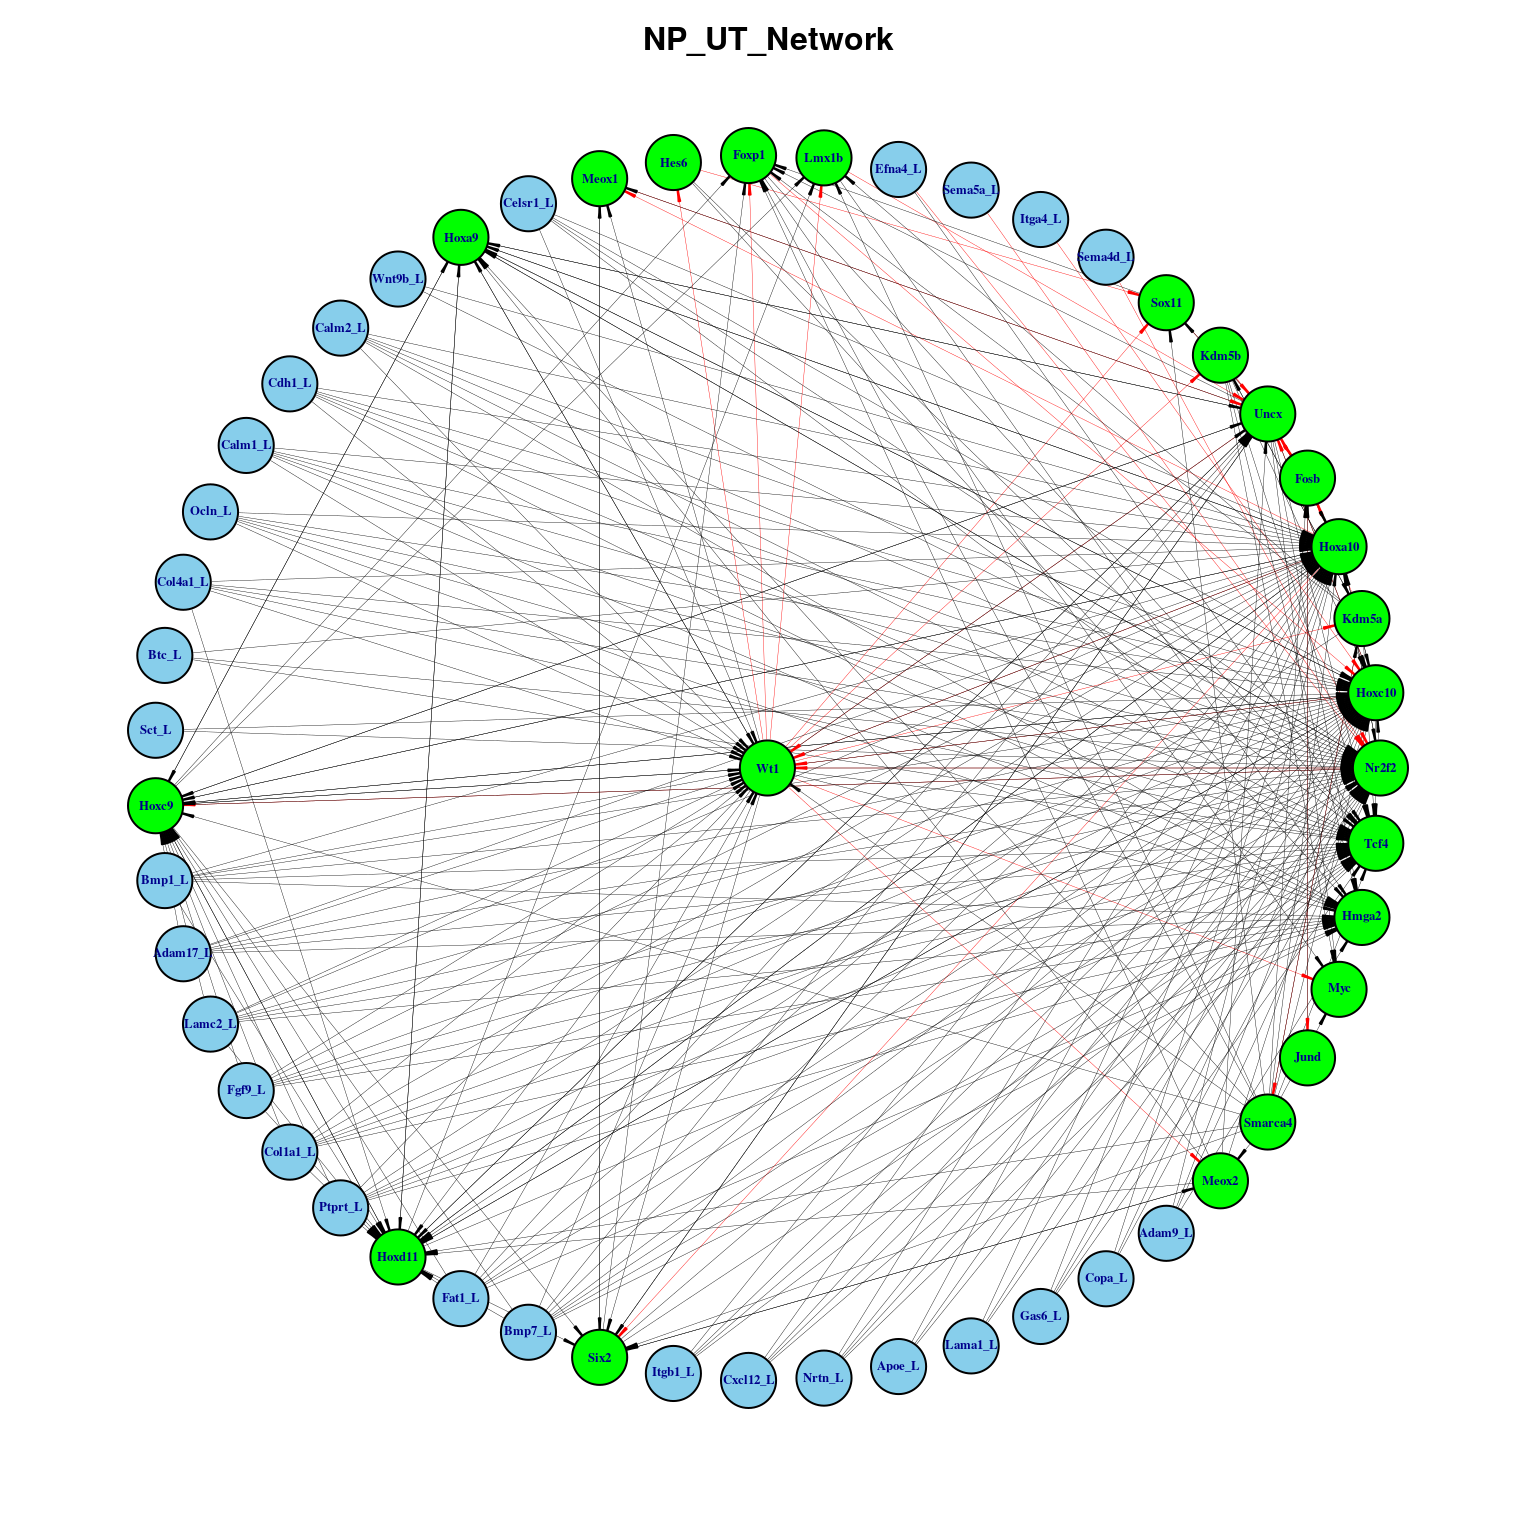 NP_UT_Network
Foxp1
Lmx1b
Hes6
Efna4_L
Meox1
Sema5a_L
Celsr1_L
Itga4_L
Hoxa9
Sema4d_L
Wnt9b_L
Sox11
Calm2_L
Kdm5b
Cdh1_L
Uncx
Calm1_L
Fosb
Ocln_L
Hoxa10
Col4a1_L
Kdm5a
Btc_L
Hoxc10
Sct_L
Wt1
Nr2f2
Hoxc9
Tcf4
Bmp1_L
Hmga2
Adam17_L
Myc
Lamc2_L
Jund
Fgf9_L
Smarca4
Col1a1_L
Meox2
Ptprt_L
Adam9_L
Hoxd11
Copa_L
Fat1_L
Gas6_L
Bmp7_L
Lama1_L
Six2
Apoe_L
Itgb1_L
Nrtn_L
Cxcl12_L